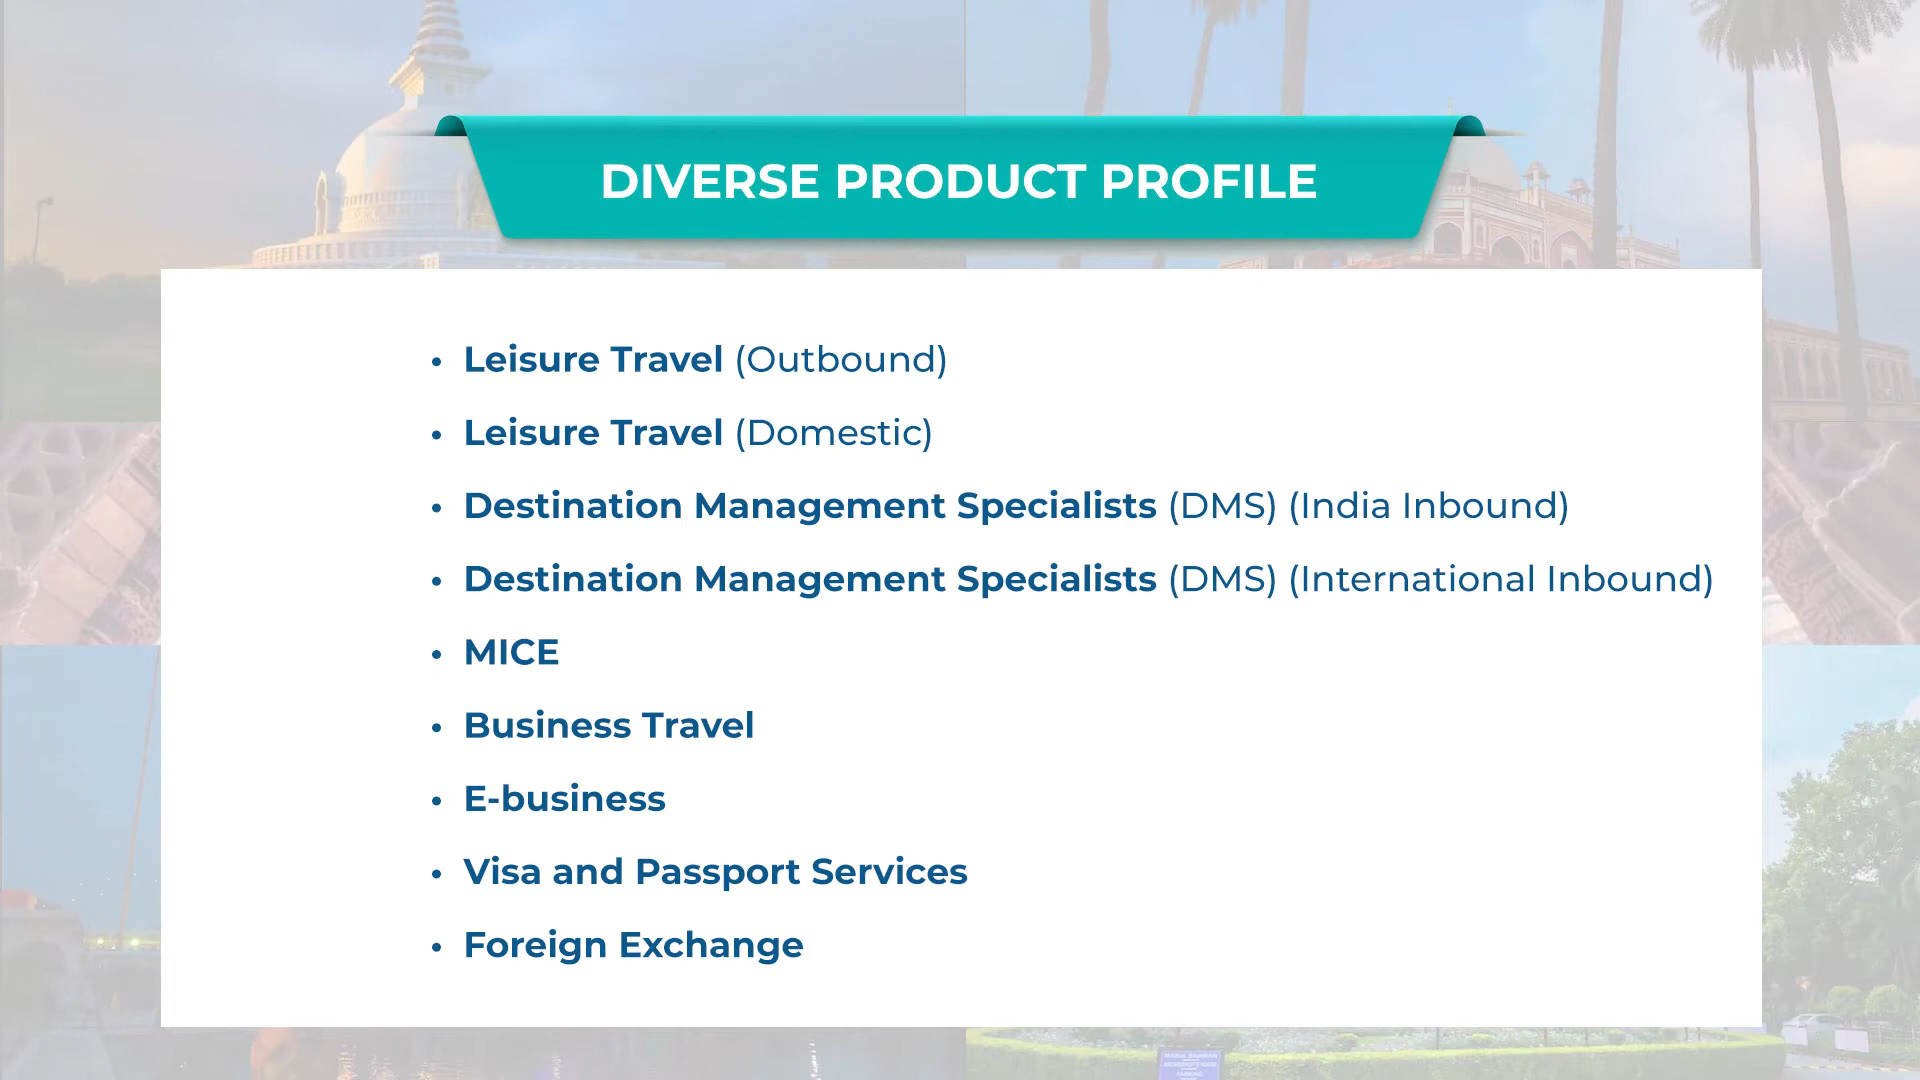 DIVERSE PRODUCT PROFILE
• Leisure Travel (Outbound)
• Leisure Travel (Domestic)
• Destination Management Specialists (DMS) (India Inbound)
• Destination Management Specialists (DMS) (International Inbound)
• MICE
• Business Travel
• E-business
• Visa and Passport Services
• Foreign Exchange